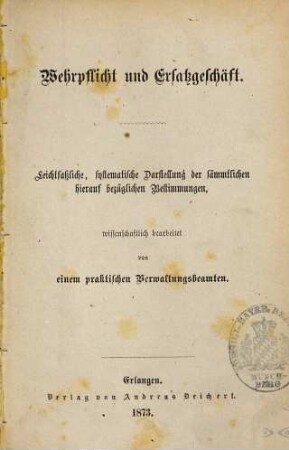 Wehrpflicht und Ersatzgeschäft.
Leichtfaßliche, systematische Darstellung der sämmtlichen
hierauf bezüglichen Bestimmungen,
wissenschaftlich bearbeitet
von
einem praktischen Verwaltungsbeamten.
Erlangen.
Verlag von Andreas Deichert.
1873.